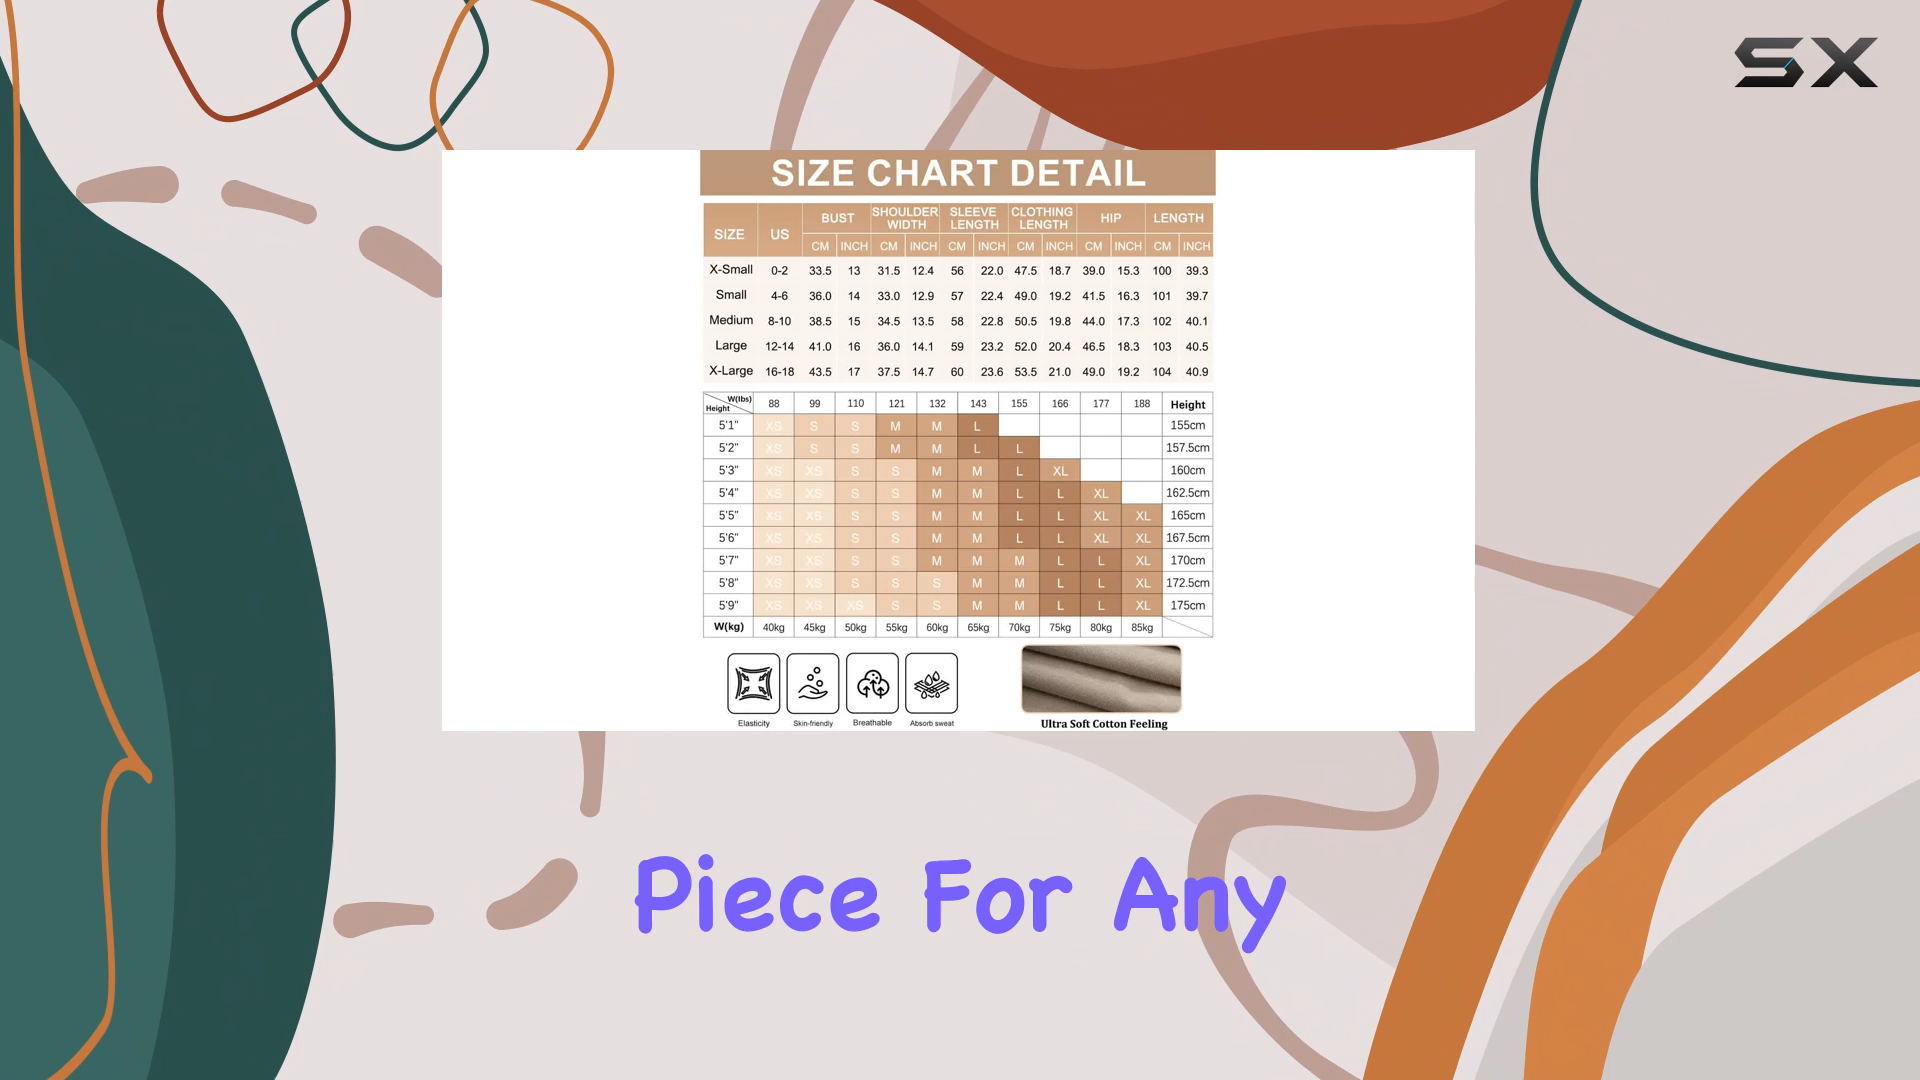 SX
SIZE CHART DETAIL
SIZE US BUST SHOULDER WIDTH SLEEVE LENGTH CLOTHING LENGTH HIP LENGTH
CM INCH CM INCH CM INCH CM INCH CM INCH CM INCH
X-Small 0-2 33.5 13 31.5 12.4 56 22.0 47.5 18.7 39.0 15.3 100 39.3
Small 4-6 36.0 14 33.0 12.9 57 22.4 49.0 19.2 41.5 16.3 101 39.7
Medium 8-10 38.5 15 34.5 13.5 58 22.8 50.5 19.8 44.0 17.3 102 40.1
Large 12-14 41.0 16 36.0 14.1 59 23.2 52.0 20.4 46.5 18.3 103 40.5
X-Large 16-18 43.5 17 37.5 14.7 60 23.6 53.5 21.0 49.0 19.2 104 40.9
W(lbs) Height 88 99 110 121 132 143 155 166 177 188 Height
5'1" XS S S M M L 155cm
5'2" XS S S M M L L 157.5cm
5'3" XS XS S S M M L XL 160cm
5'4" XS XS S S M M L L XL 162.5cm
5'5" XS XS S S M M L L XL XL 165cm
5'6" XS XS S S M M L L XL XL 167.5cm
5'7" XS XS S S M M M L L XL 170cm
5'8" XS XS S S S M M L L XL 172.5cm
5'9" XS XS XS S S M M L L XL 175cm
W(kg) 40kg 45kg 50kg 55kg 60kg 65kg 70kg 75kg 80kg 85kg
Elasticity Skin-friendly Breathable Absorb sweat Ultra Soft Cotton Feeling
Piece For Any